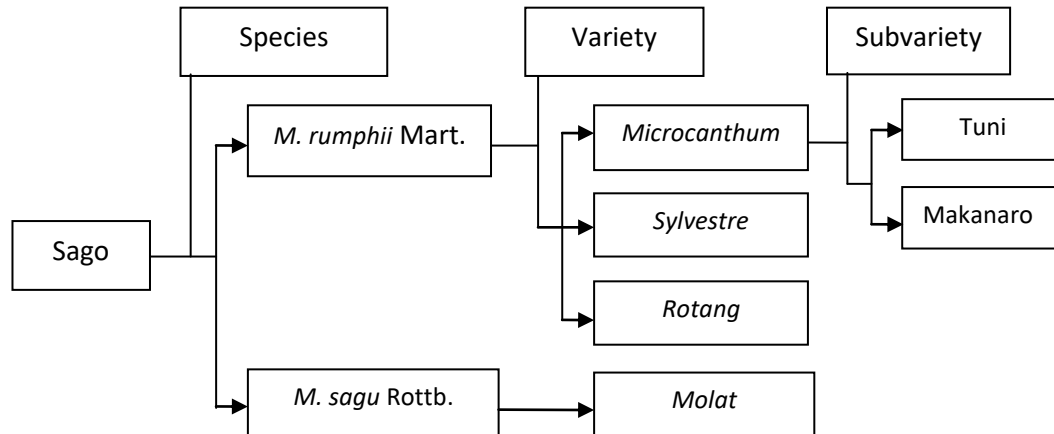 Species
Variety
Subvariety
M. rumphii Mart.
Microcanthum
Tuni
Sago
Sylvestre
Makanaro
Rotang
M. sagu Rottb.
Molat